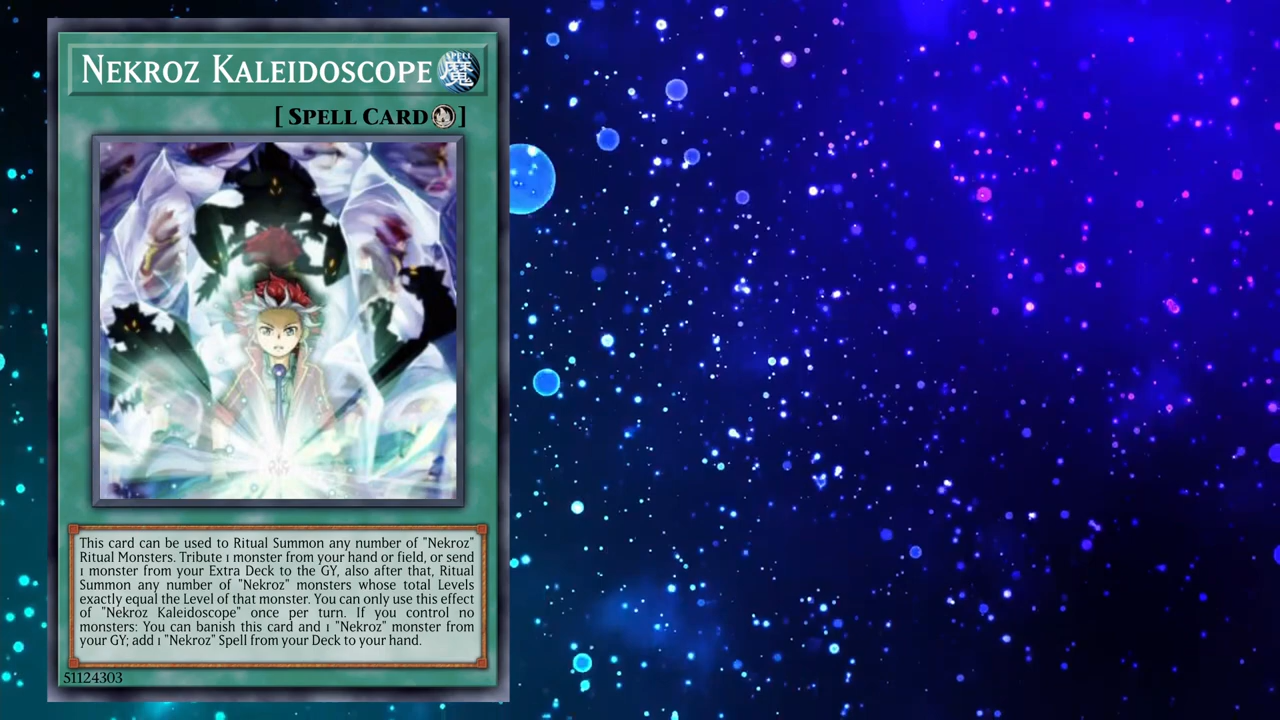 Nekroz Kaleidoscope
SPELL
魔
[ Spell Card ]
This card can be used to Ritual Summon any number of "Nekroz"
Ritual Monsters. Tribute 1 monster from your hand or field, or send
1 monster from your Extra Deck to the GY, also after that, Ritual
Summon any number of "Nekroz" monsters whose total Levels
exactly equal the Level of that monster. You can only use this effect
of "Nekroz Kaleidoscope" once per turn. If you control no
monsters: You can banish this card and 1 "Nekroz" monster from
your GY; add 1 "Nekroz" Spell from your Deck to your hand.
51124303